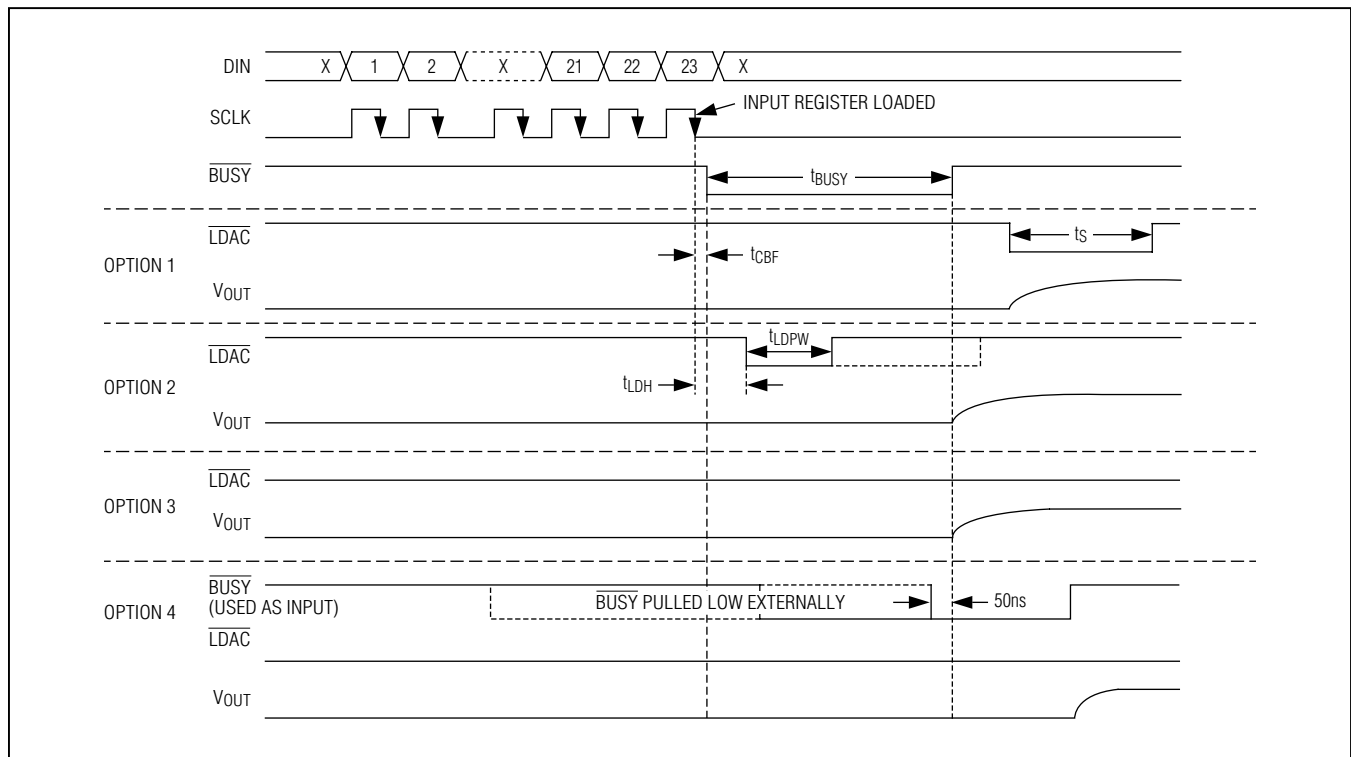 DIN X 1 2 X 21 22 23 X
SCLK INPUT REGISTER LOADED
BUSY tBUSY
LDAC tS
OPTION 1 tCBF
VOUT
LDAC tLDPW
OPTION 2 tLDH
VOUT
LDAC
OPTION 3
VOUT
BUSY
OPTION 4 (USED AS INPUT) BUSY PULLED LOW EXTERNALLY 50ns
LDAC
VOUT